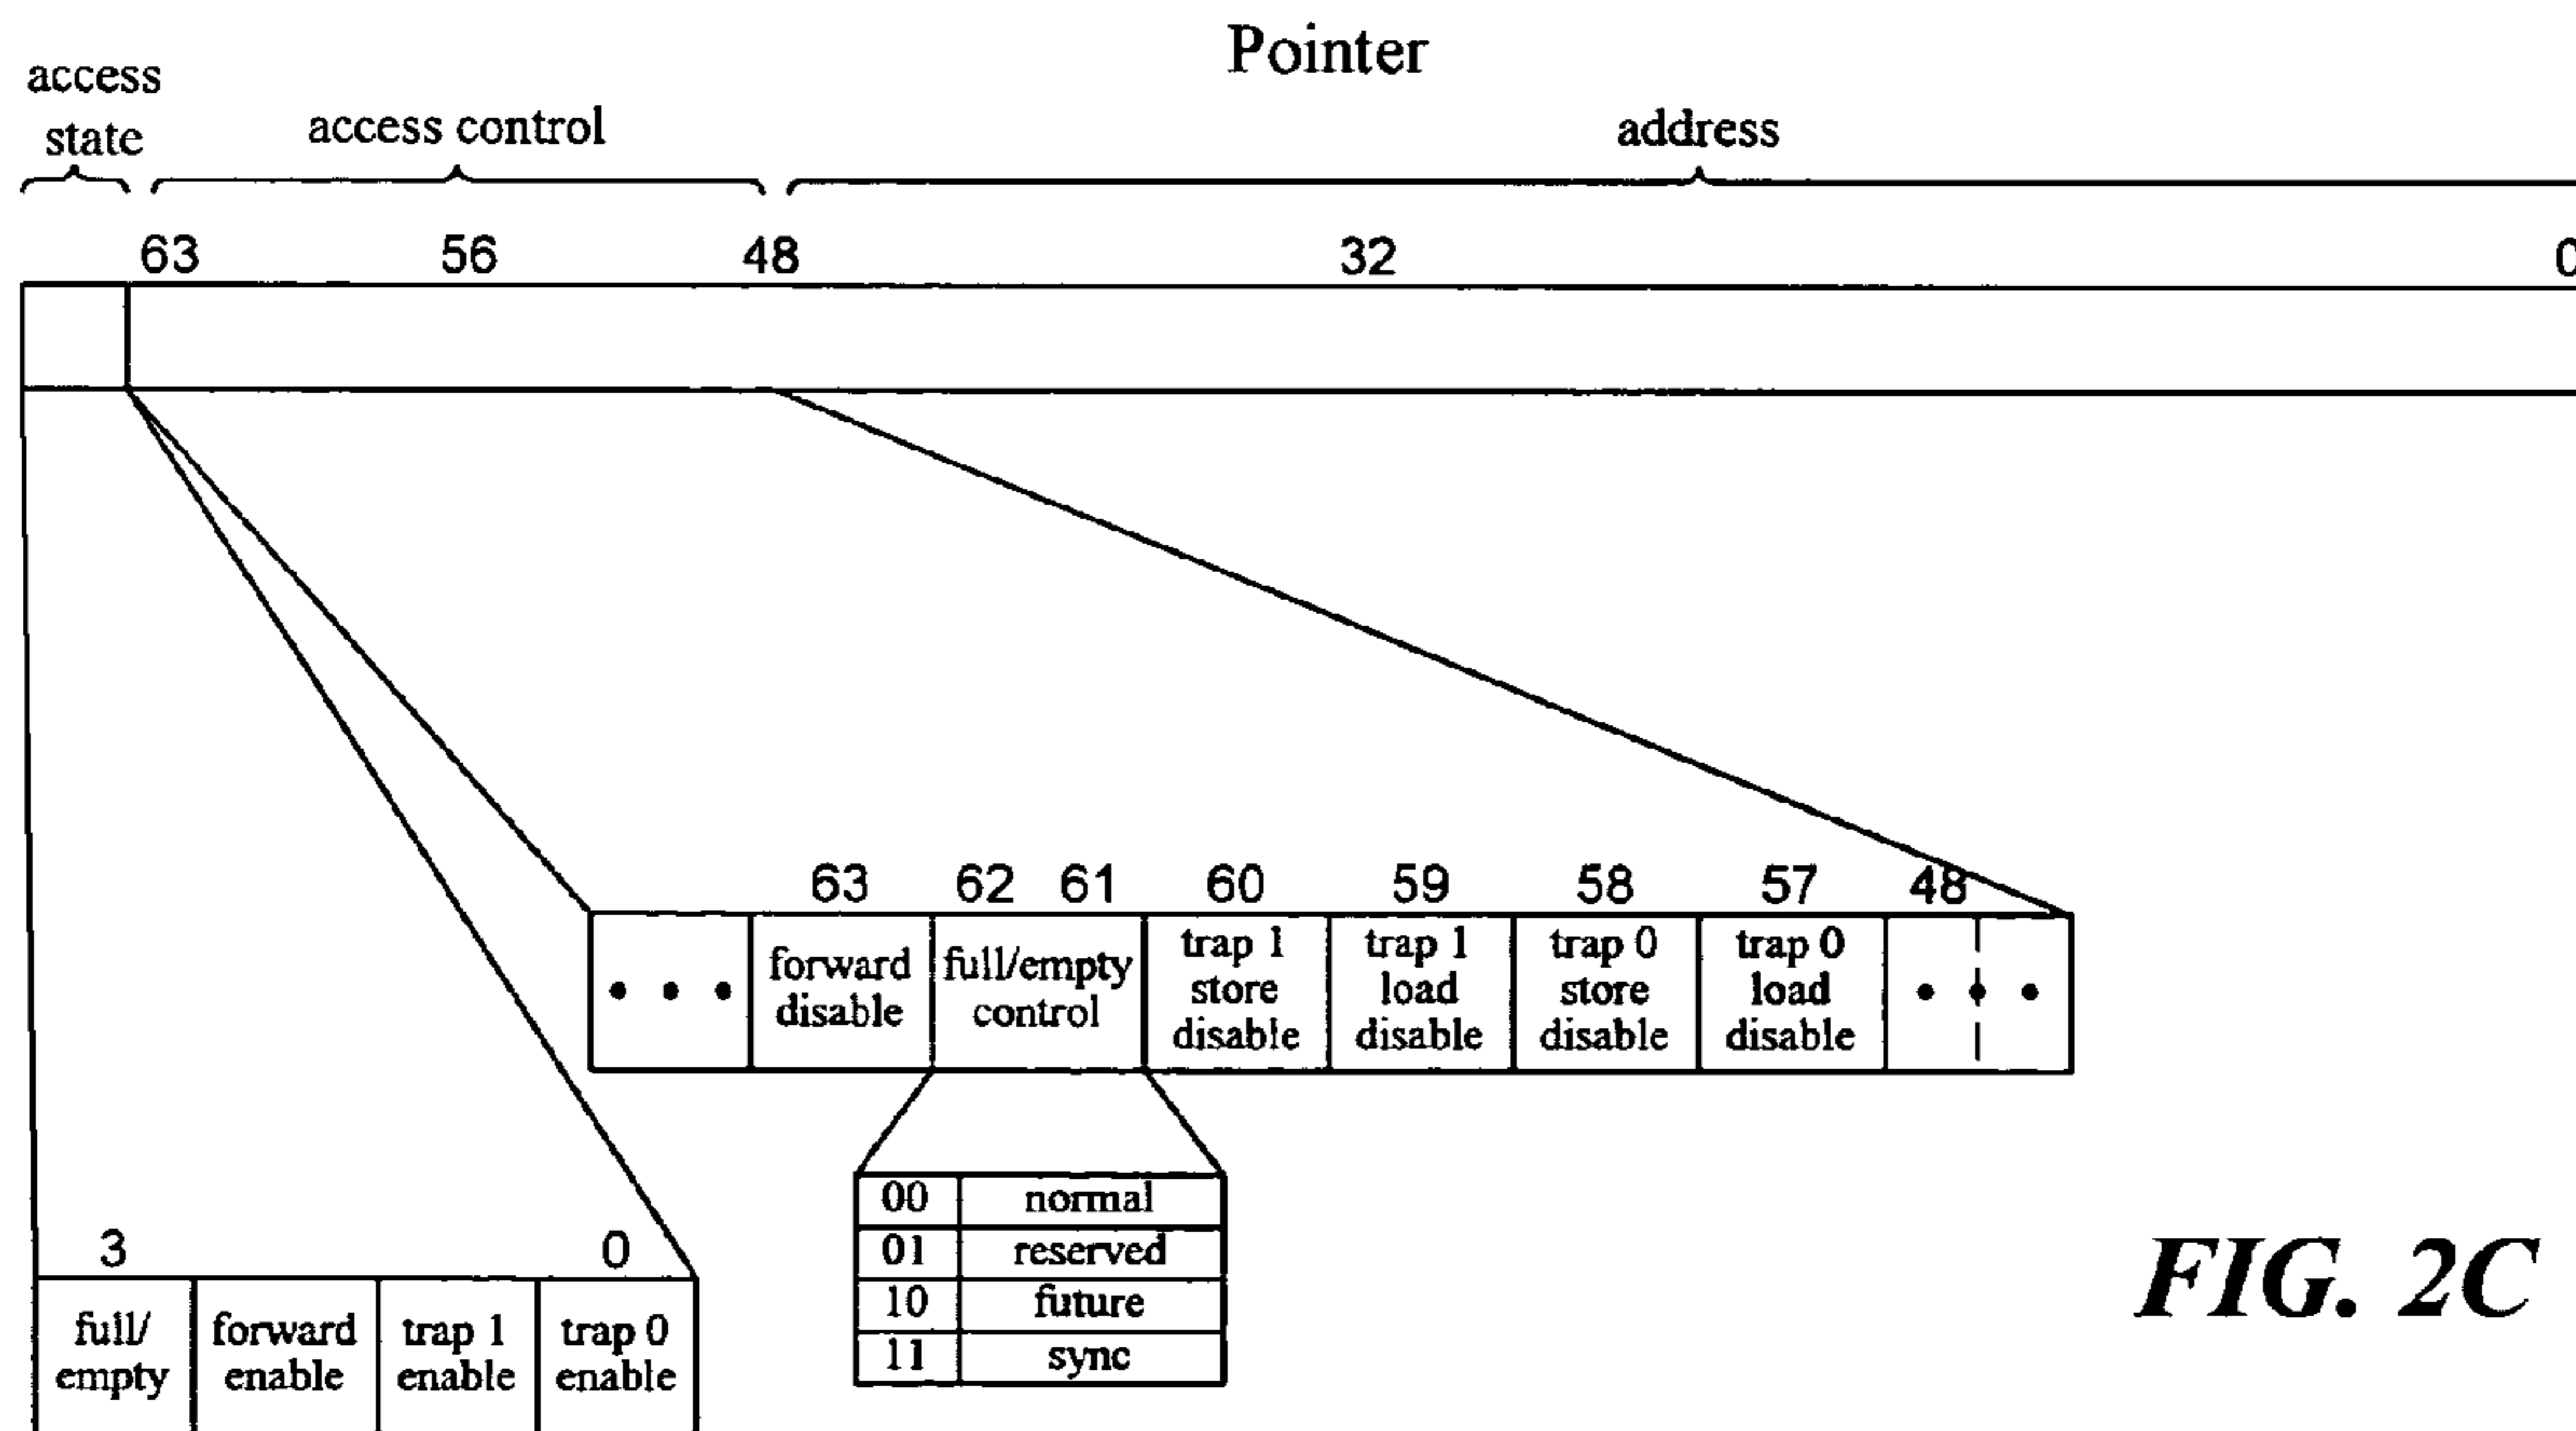 Pointer
access
state
access control
address
63 56 48 32 0
63 62 61 60 59 58 57 48
forward
disable
full/empty
control
trap 1
store
disable
trap 1
load
disable
trap 0
store
disable
trap 0
load
disable
00 normal
01 reserved
10 future
11 sync
3 0
full/
empty
forward
enable
trap 1
enable
trap 0
enable
FIG. 2C